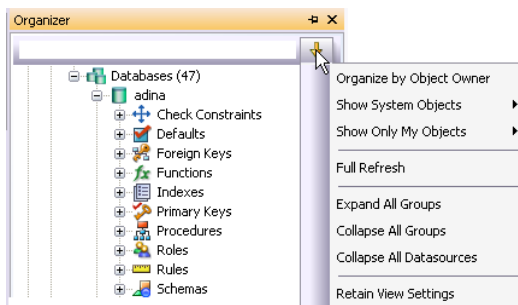 Organizer
Databases (47)
adina
Check Constraints
Defaults
Foreign Keys
Functions
Indexes
Primary Keys
Procedures
Roles
Rules
Schemas
Organize by Object Owner
Show System Objects
Show Only My Objects
Full Refresh
Expand All Groups
Collapse All Groups
Collapse All Datasources
Retain View Settings